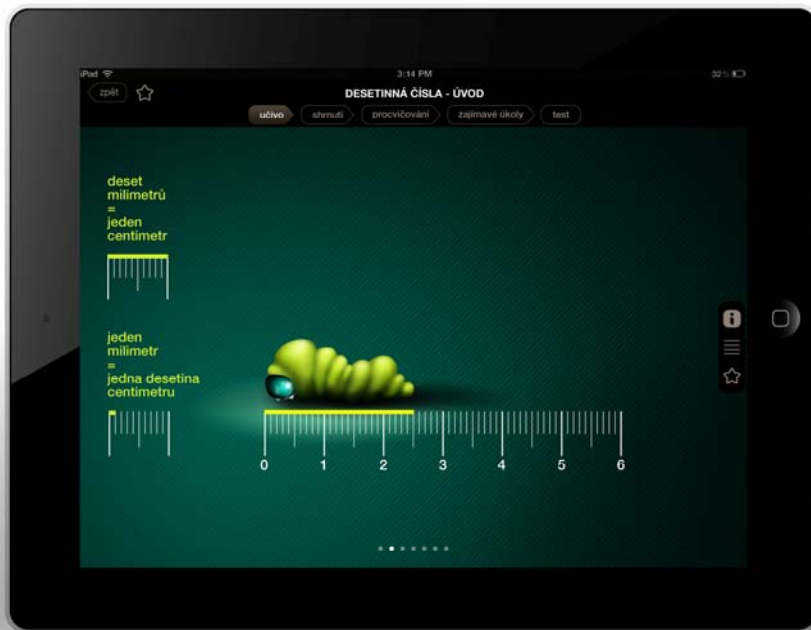 iPad
3:14 PM
32%
zpět
DESETINNÁ ČÍSLA - ÚVOD
učivo
shrnutí
procvičování
zajímavé úkoly
test
deset
milimetrů
=
jeden
centimetr
jeden
milimetr
=
jedna desetina
centimetru
0 1 2 3 4 5 6